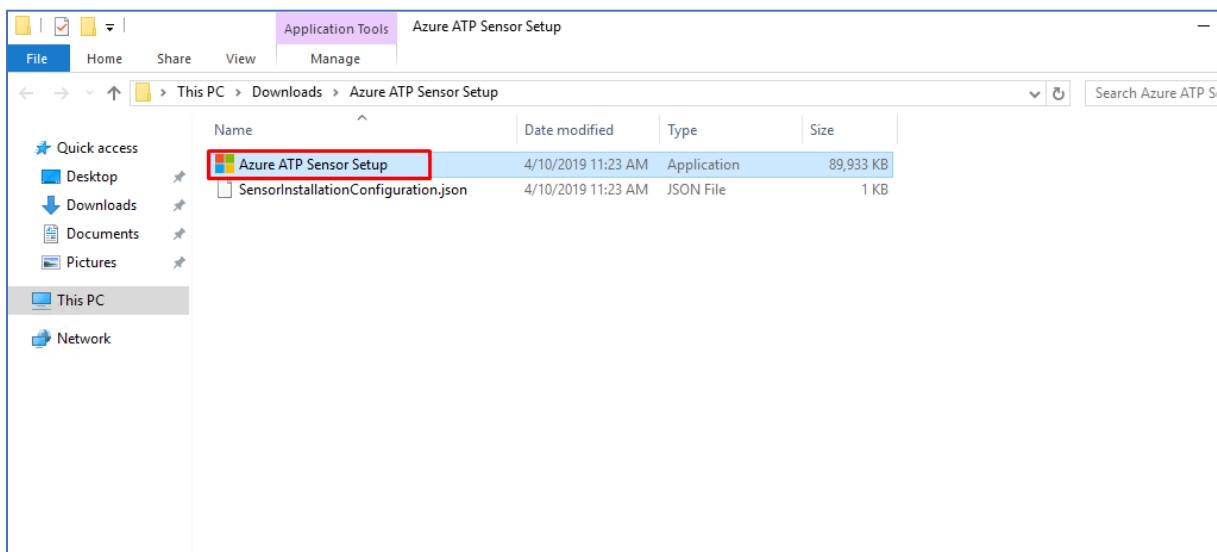 Application Tools Azure ATP Sensor Setup
File Home Share View Manage
This PC > Downloads > Azure ATP Sensor Setup Search Azure ATP
Name Date modified Type Size
Quick access
Azure ATP Sensor Setup 4/10/2019 11:23 AM Application 89,933 KB
Desktop
SensorInstallationConfiguration.json 4/10/2019 11:23 AM JSON File 1 KB
Downloads
Documents
Pictures
This PC
Network